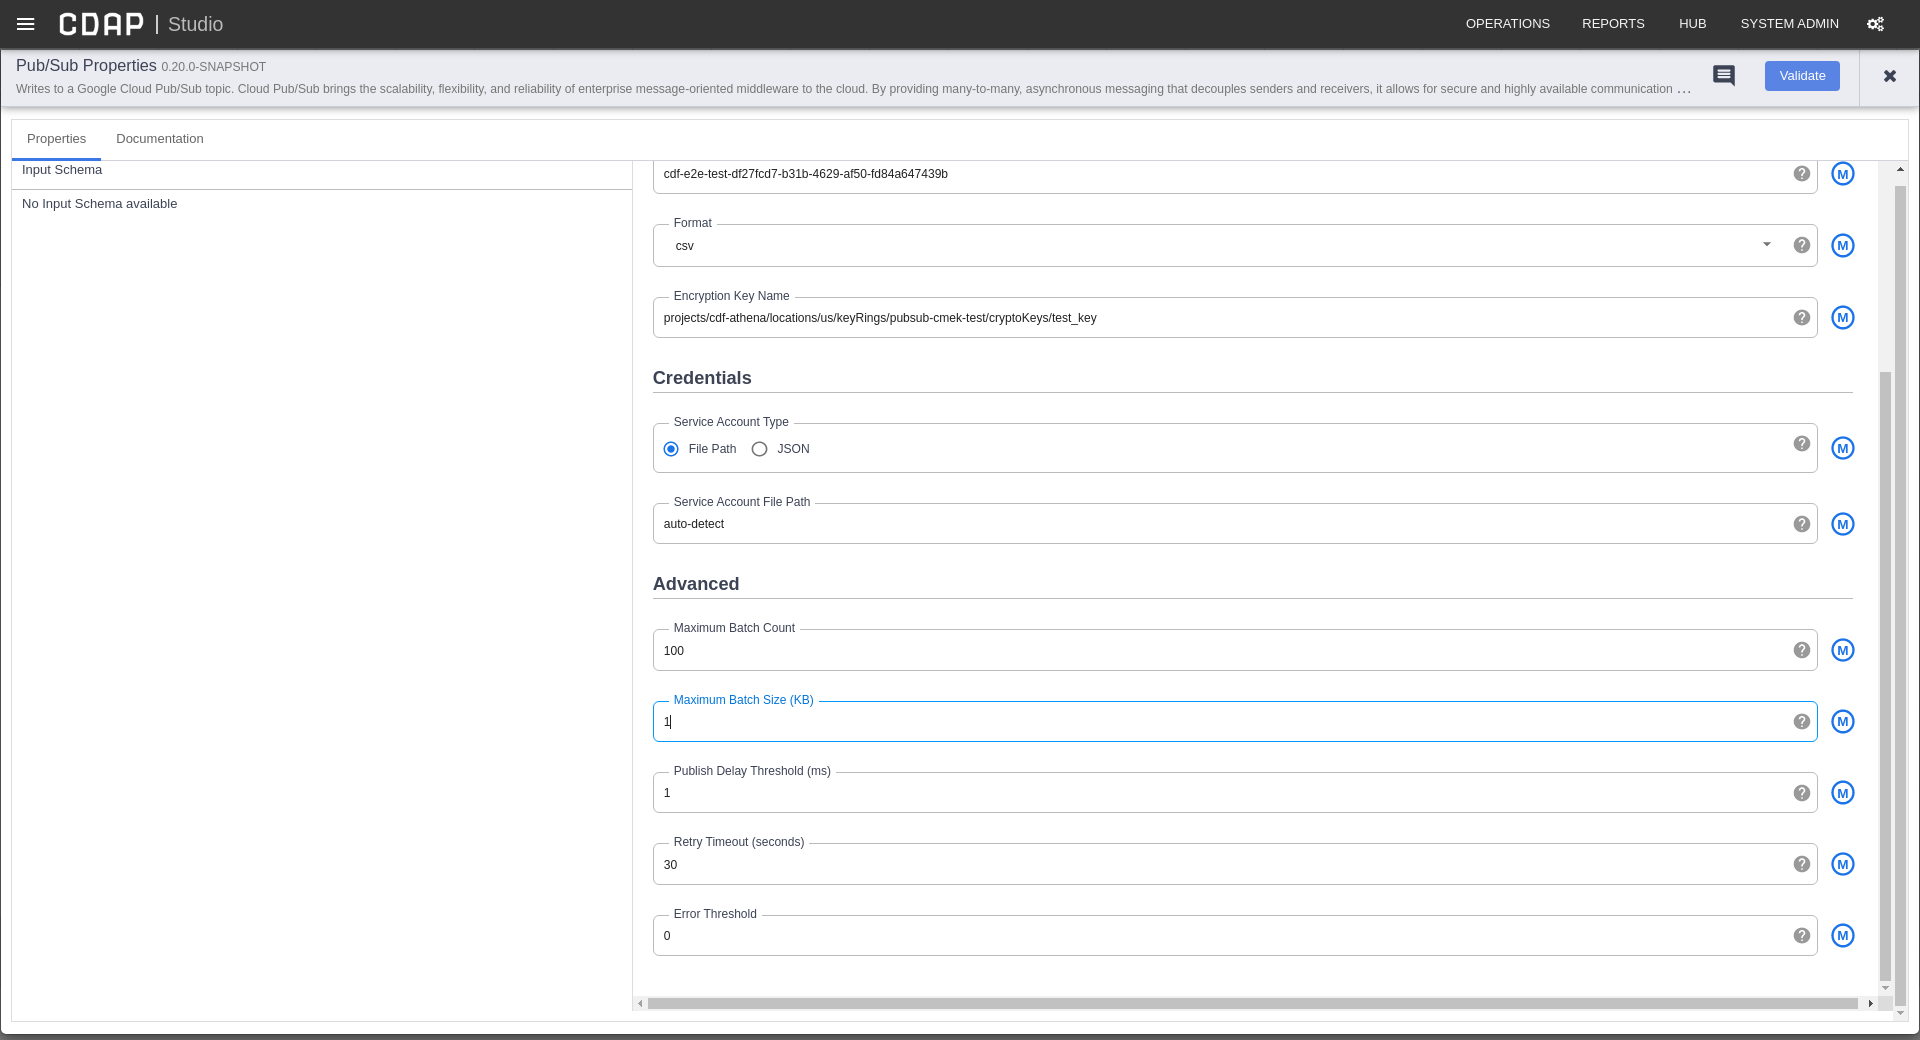 CDAP | Studio
OPERATIONS
REPORTS
HUB
SYSTEM ADMIN
Pub/Sub Properties 0.20.0-SNAPSHOT
Writes to a Google Cloud Pub/Sub topic. Cloud Pub/Sub brings the scalability, flexibility, and reliability of enterprise message-oriented middleware to the cloud. By providing many-to-many, asynchronous messaging that decouples senders and receivers, it allows for secure and highly available communication ...
Validate
Properties
Documentation
Input Schema
No Input Schema available
cdf-e2e-test-df27fcd7-b31b-4629-af50-fd84a647439b
? M
Format
csv
? M
Encryption Key Name
projects/cdf-athena/locations/us/keyRings/pubsub-cmek-test/cryptoKeys/test_key
? M
Credentials
Service Account Type
File Path
JSON
? M
Service Account File Path
auto-detect
? M
Advanced
Maximum Batch Count
100
? M
Maximum Batch Size (KB)
1
? M
Publish Delay Threshold (ms)
1
? M
Retry Timeout (seconds)
30
? M
Error Threshold
0
? M